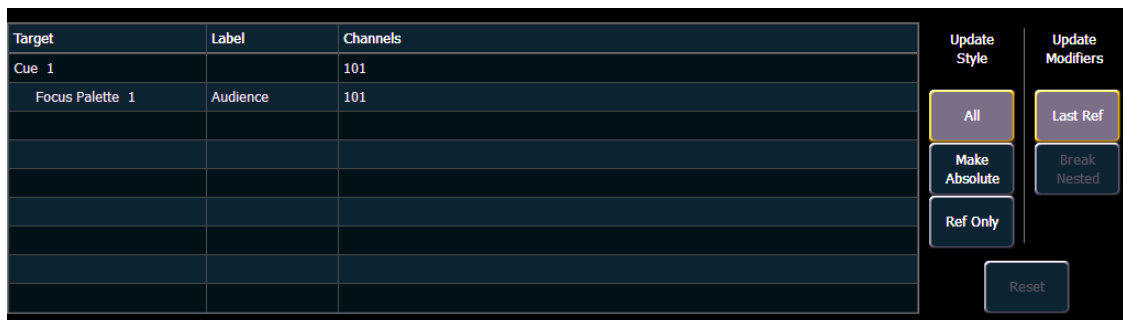 Target Label Channels
Cue 1 101
Focus Palette 1 Audience 101
Update
Style
All
Make
Absolute
Ref Only
Update
Modifiers
Last Ref
Break
Nested
Reset